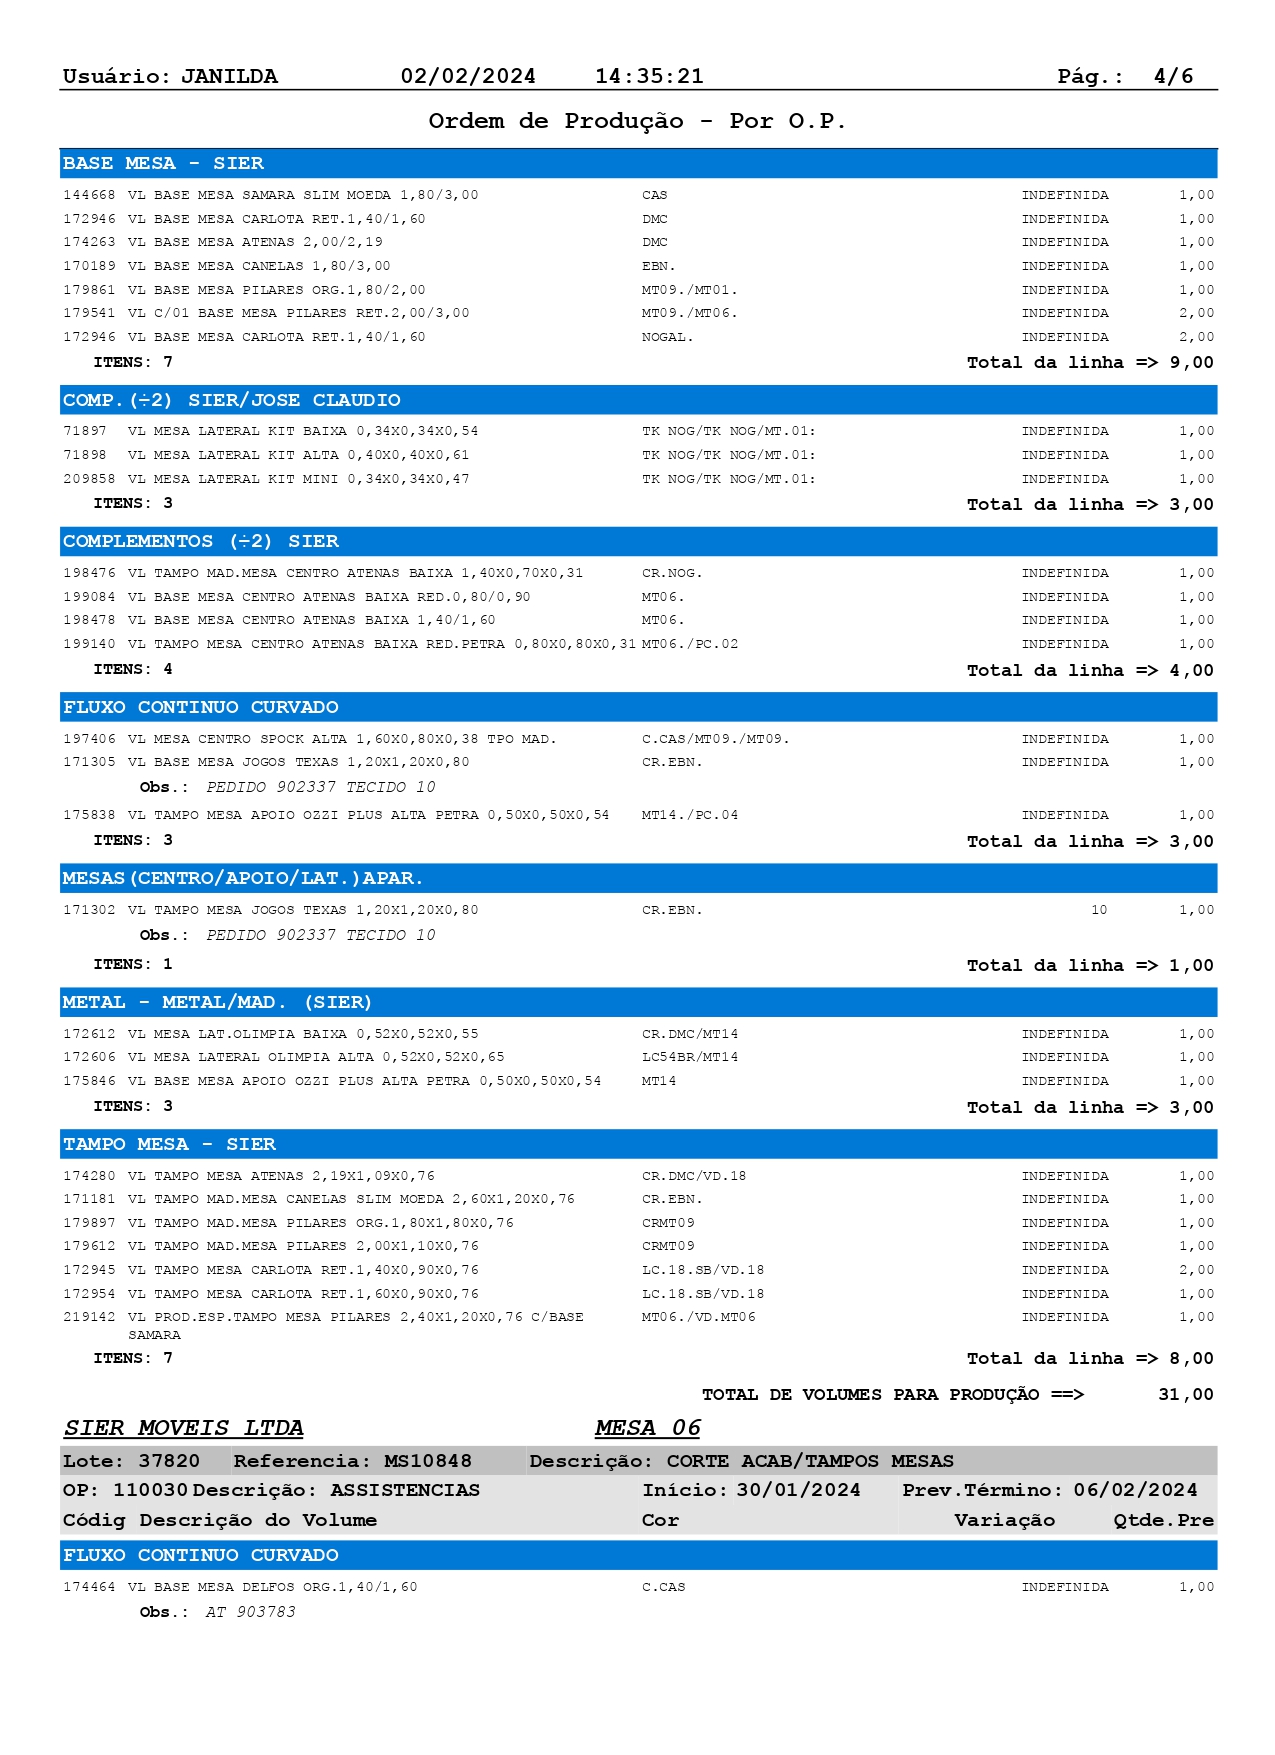 Usuário: JANILDA 02/02/2024 14:35:21 Pág.: 4/6
Ordem de Produção - Por O.P.
BASE MESA - SIER
144668 VL BASE MESA SAMARA SLIM MOEDA 1,80/3,00 CAS INDEFINIDA 1,00
172946 VL BASE MESA CARLOTA RET.1,40/1,60 DMC INDEFINIDA 1,00
174263 VL BASE MESA ATENAS 2,00/2,19 DMC INDEFINIDA 1,00
170189 VL BASE MESA CANELAS 1,80/3,00 EBN. INDEFINIDA 1,00
179861 VL BASE MESA PILARES ORG.1,80/2,00 MT09./MT01. INDEFINIDA 1,00
179541 VL C/01 BASE MESA PILARES RET.2,00/3,00 MT09./MT06. INDEFINIDA 2,00
172946 VL BASE MESA CARLOTA RET.1,40/1,60 NOGAL. INDEFINIDA 2,00
ITENS: 7 Total da linha => 9,00
COMP.(÷2) SIER/JOSE CLAUDIO
71897 VL MESA LATERAL KIT BAIXA 0,34X0,34X0,54 TK NOG/TK NOG/MT.01: INDEFINIDA 1,00
71898 VL MESA LATERAL KIT ALTA 0,40X0,40X0,61 TK NOG/TK NOG/MT.01: INDEFINIDA 1,00
209858 VL MESA LATERAL KIT MINI 0,34X0,34X0,47 TK NOG/TK NOG/MT.01: INDEFINIDA 1,00
ITENS: 3 Total da linha => 3,00
COMPLEMENTOS (÷2) SIER
198476 VL TAMPO MAD.MESA CENTRO ATENAS BAIXA 1,40X0,70X0,31 CR.NOG. INDEFINIDA 1,00
199084 VL BASE MESA CENTRO ATENAS BAIXA RED.0,80/0,90 MT06. INDEFINIDA 1,00
198478 VL BASE MESA CENTRO ATENAS BAIXA 1,40/1,60 MT06. INDEFINIDA 1,00
199140 VL TAMPO MESA CENTRO ATENAS BAIXA RED.PETRA 0,80X0,80X0,31 MT06./PC.02 INDEFINIDA 1,00
ITENS: 4 Total da linha => 4,00
FLUXO CONTINUO CURVADO
197406 VL MESA CENTRO SPOCK ALTA 1,60X0,80X0,38 TPO MAD. C.CAS/MT09./MT09. INDEFINIDA 1,00
171305 VL BASE MESA JOGOS TEXAS 1,20X1,20X0,80 CR.EBN. INDEFINIDA 1,00
Obs.: PEDIDO 902337 TECIDO 10
175838 VL TAMPO MESA APOIO OZZI PLUS ALTA PETRA 0,50X0,50X0,54 MT14./PC.04 INDEFINIDA 1,00
ITENS: 3 Total da linha => 3,00
MESAS(CENTRO/APOIO/LAT.)APAR.
171302 VL TAMPO MESA JOGOS TEXAS 1,20X1,20X0,80 CR.EBN. 10 1,00
Obs.: PEDIDO 902337 TECIDO 10
ITENS: 1 Total da linha => 1,00
METAL - METAL/MAD. (SIER)
172612 VL MESA LAT.OLIMPIA BAIXA 0,52X0,52X0,55 CR.DMC/MT14 INDEFINIDA 1,00
172606 VL MESA LATERAL OLIMPIA ALTA 0,52X0,52X0,65 LC54BR/MT14 INDEFINIDA 1,00
175846 VL BASE MESA APOIO OZZI PLUS ALTA PETRA 0,50X0,50X0,54 MT14 INDEFINIDA 1,00
ITENS: 3 Total da linha => 3,00
TAMPO MESA - SIER
174280 VL TAMPO MESA ATENAS 2,19X1,09X0,76 CR.DMC/VD.18 INDEFINIDA 1,00
171181 VL TAMPO MAD.MESA CANELAS SLIM MOEDA 2,60X1,20X0,76 CR.EBN. INDEFINIDA 1,00
179897 VL TAMPO MAD.MESA PILARES ORG.1,80X1,80X0,76 CRMT09 INDEFINIDA 1,00
179612 VL TAMPO MAD.MESA PILARES 2,00X1,10X0,76 CRMT09 INDEFINIDA 1,00
172945 VL TAMPO MESA CARLOTA RET.1,40X0,90X0,76 LC.18.SB/VD.18 INDEFINIDA 2,00
172954 VL TAMPO MESA CARLOTA RET.1,60X0,90X0,76 LC.18.SB/VD.18 INDEFINIDA 1,00
219142 VL PROD.ESP.TAMPO MESA PILARES 2,40X1,20X0,76 C/BASE MT06./VD.MT06 INDEFINIDA 1,00
SAMARA
ITENS: 7 Total da linha => 8,00
TOTAL DE VOLUMES PARA PRODUÇÃO ==> 31,00
SIER MOVEIS LTDA MESA 06
Lote: 37820 Referencia: MS10848 Descrição: CORTE ACAB/TAMPOS MESAS
OP: 110030 Descrição: ASSISTENCIAS Início: 30/01/2024 Prev.Término: 06/02/2024
Códig Descrição do Volume Cor Variação Qtde.Pre
FLUXO CONTINUO CURVADO
174464 VL BASE MESA DELFOS ORG.1,40/1,60 C.CAS INDEFINIDA 1,00
Obs.: AT 903783